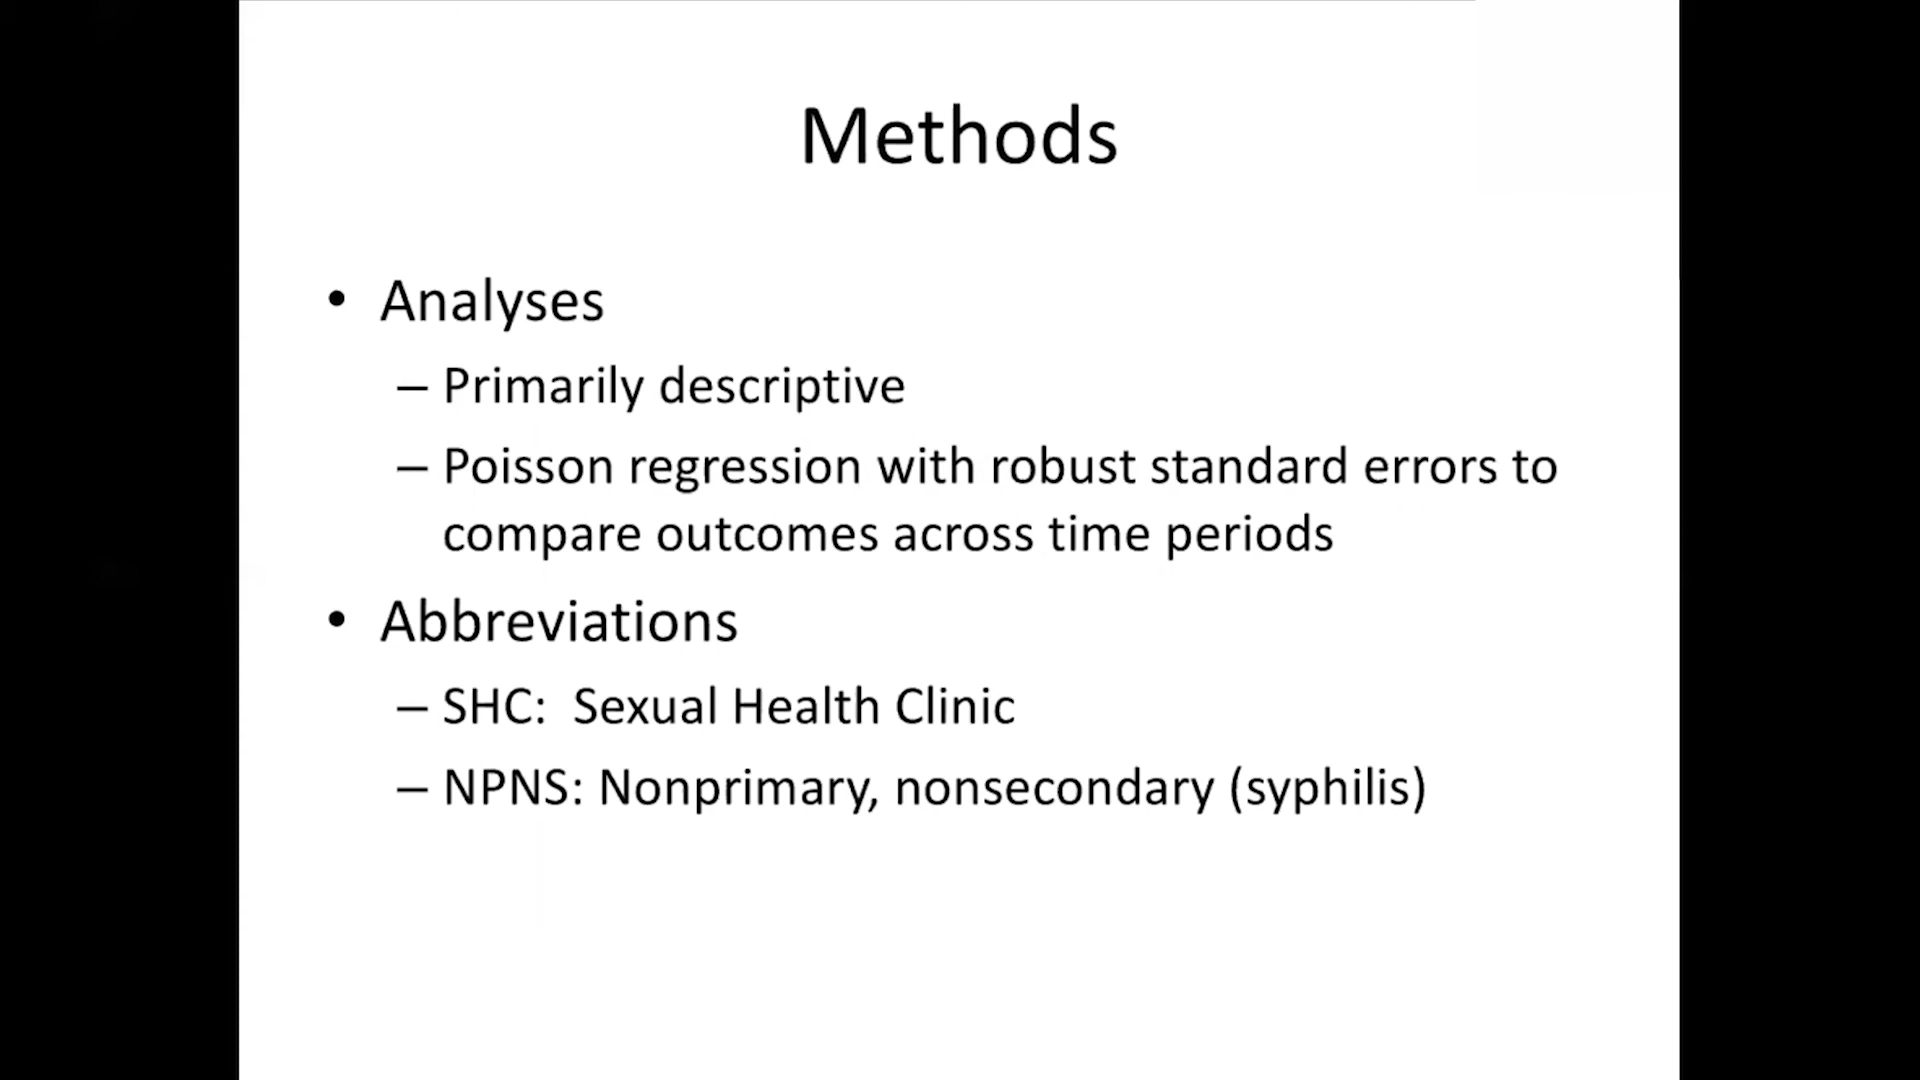 Methods
• Analyses
– Primarily descriptive
– Poisson regression with robust standard errors to
compare outcomes across time periods
• Abbreviations
– SHC:  Sexual Health Clinic
– NPNS: Nonprimary, nonsecondary (syphilis)